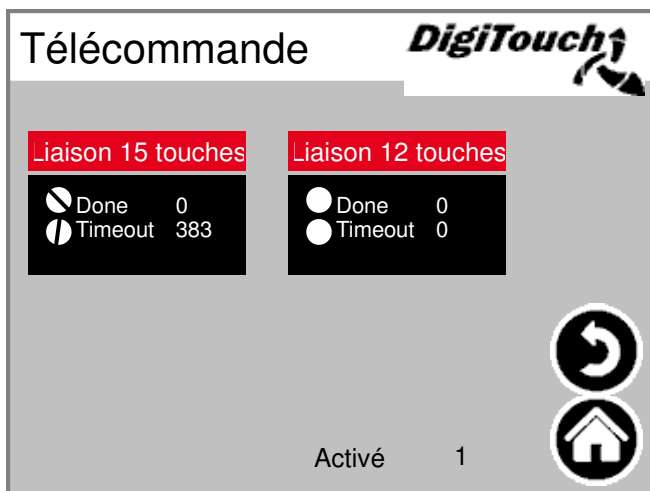 Télécommande
DigiTouch
Liaison 15 touches
Done 0
Timeout 383
Liaison 12 touches
Done 0
Timeout 0
Activé 1